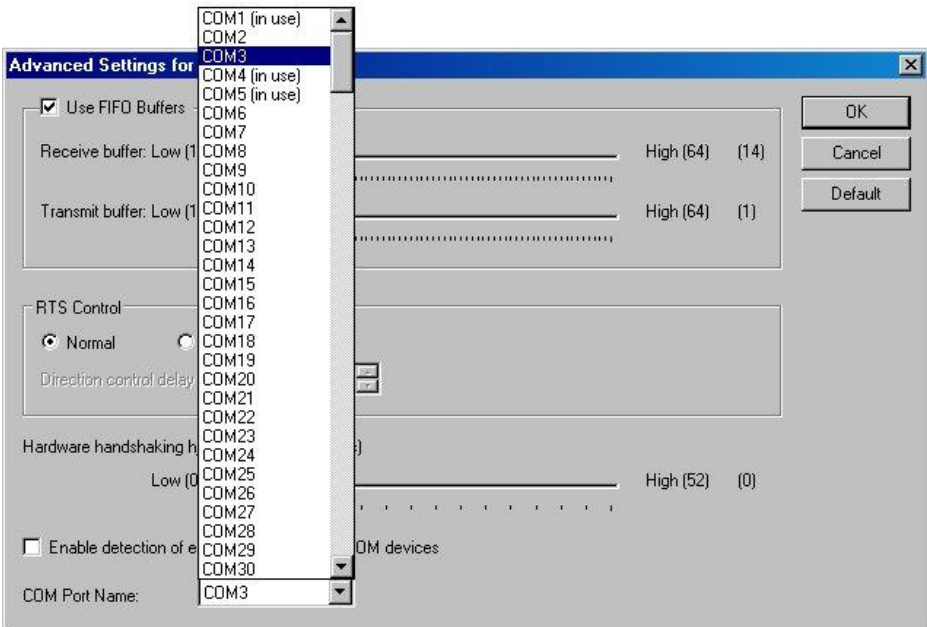 COM1 (in use)
COM2
COM3
COM4 (in use)
COM5 (in use)
COM6
COM7
COM8
COM9
COM10
COM11
COM12
COM13
COM14
COM15
COM16
COM17
COM18
COM19
COM20
COM21
COM22
COM23
COM24
COM25
COM26
COM27
COM28
COM29
COM30
Advanced Settings for
Use FIFO Buffers
Receive buffer: Low (1 High (64) (14)
Transmit buffer: Low (1 High (64) (1)
RTS Control
Normal
Direction control delay
Hardware handshaking h )
Low (0 High (52) (0)
Enable detection of e OM devices
COM Port Name: COM3
OK
Cancel
Default